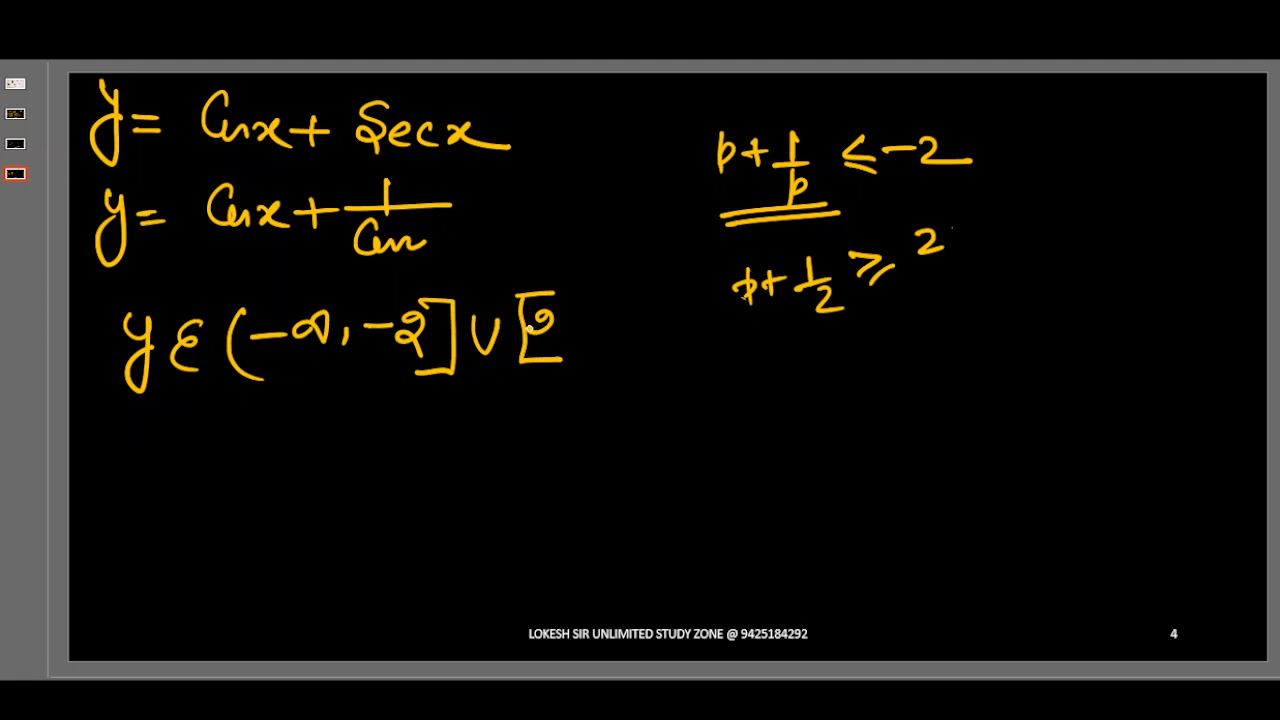 y = Cosx + Secx
y = Cosx + 1/Cosx
y ∈ (-∞, -2] ∪ [2
p + 1/p ≤ -2
p + 1/2 ≥ 2
LOKESH SIR UNLIMITED STUDY ZONE @ 9425184292
4